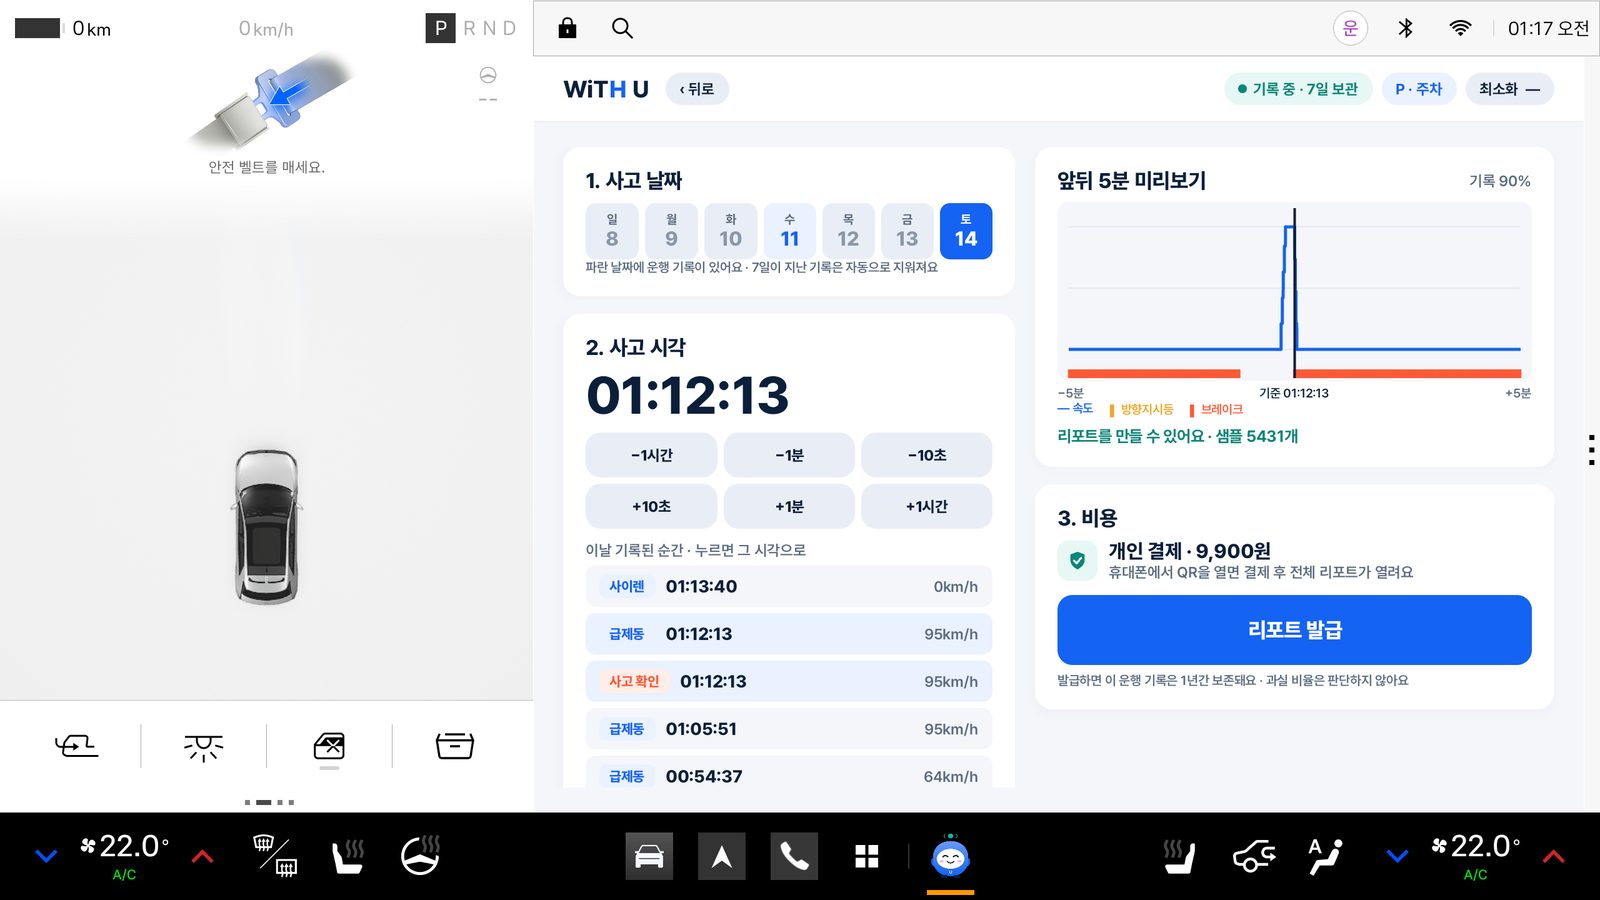 0km
0km/h
P R N D
안전 벨트를 매세요.
운
01:17 오전
WiTH U
‹ 뒤로
기록 중 · 7일 보관
P · 주차
최소화 —
1. 사고 날짜
일 월 화 수 목 금 토
8 9 10 11 12 13 14
파란 날짜에 운행 기록이 있어요 · 7일이 지난 기록은 자동으로 지워져요
2. 사고 시각
01:12:13
−1시간 −1분 −10초
+10초 +1분 +1시간
이날 기록된 순간 · 누르면 그 시각으로
사이렌 01:13:40 0km/h
급제동 01:12:13 95km/h
사고 확인 01:12:13 95km/h
급제동 01:05:51 95km/h
급제동 00:54:37 64km/h
앞뒤 5분 미리보기
기록 90%
−5분 기준 01:12:13 +5분
속도 방향지시등 브레이크
리포트를 만들 수 있어요 · 샘플 5431개
3. 비용
개인 결제 · 9,900원
휴대폰에서 QR을 열면 결제 후 전체 리포트가 열려요
리포트 발급
발급하면 이 운행 기록은 1년간 보존돼요 · 과실 비율은 판단하지 않아요
22.0°
A/C
A
22.0°
A/C